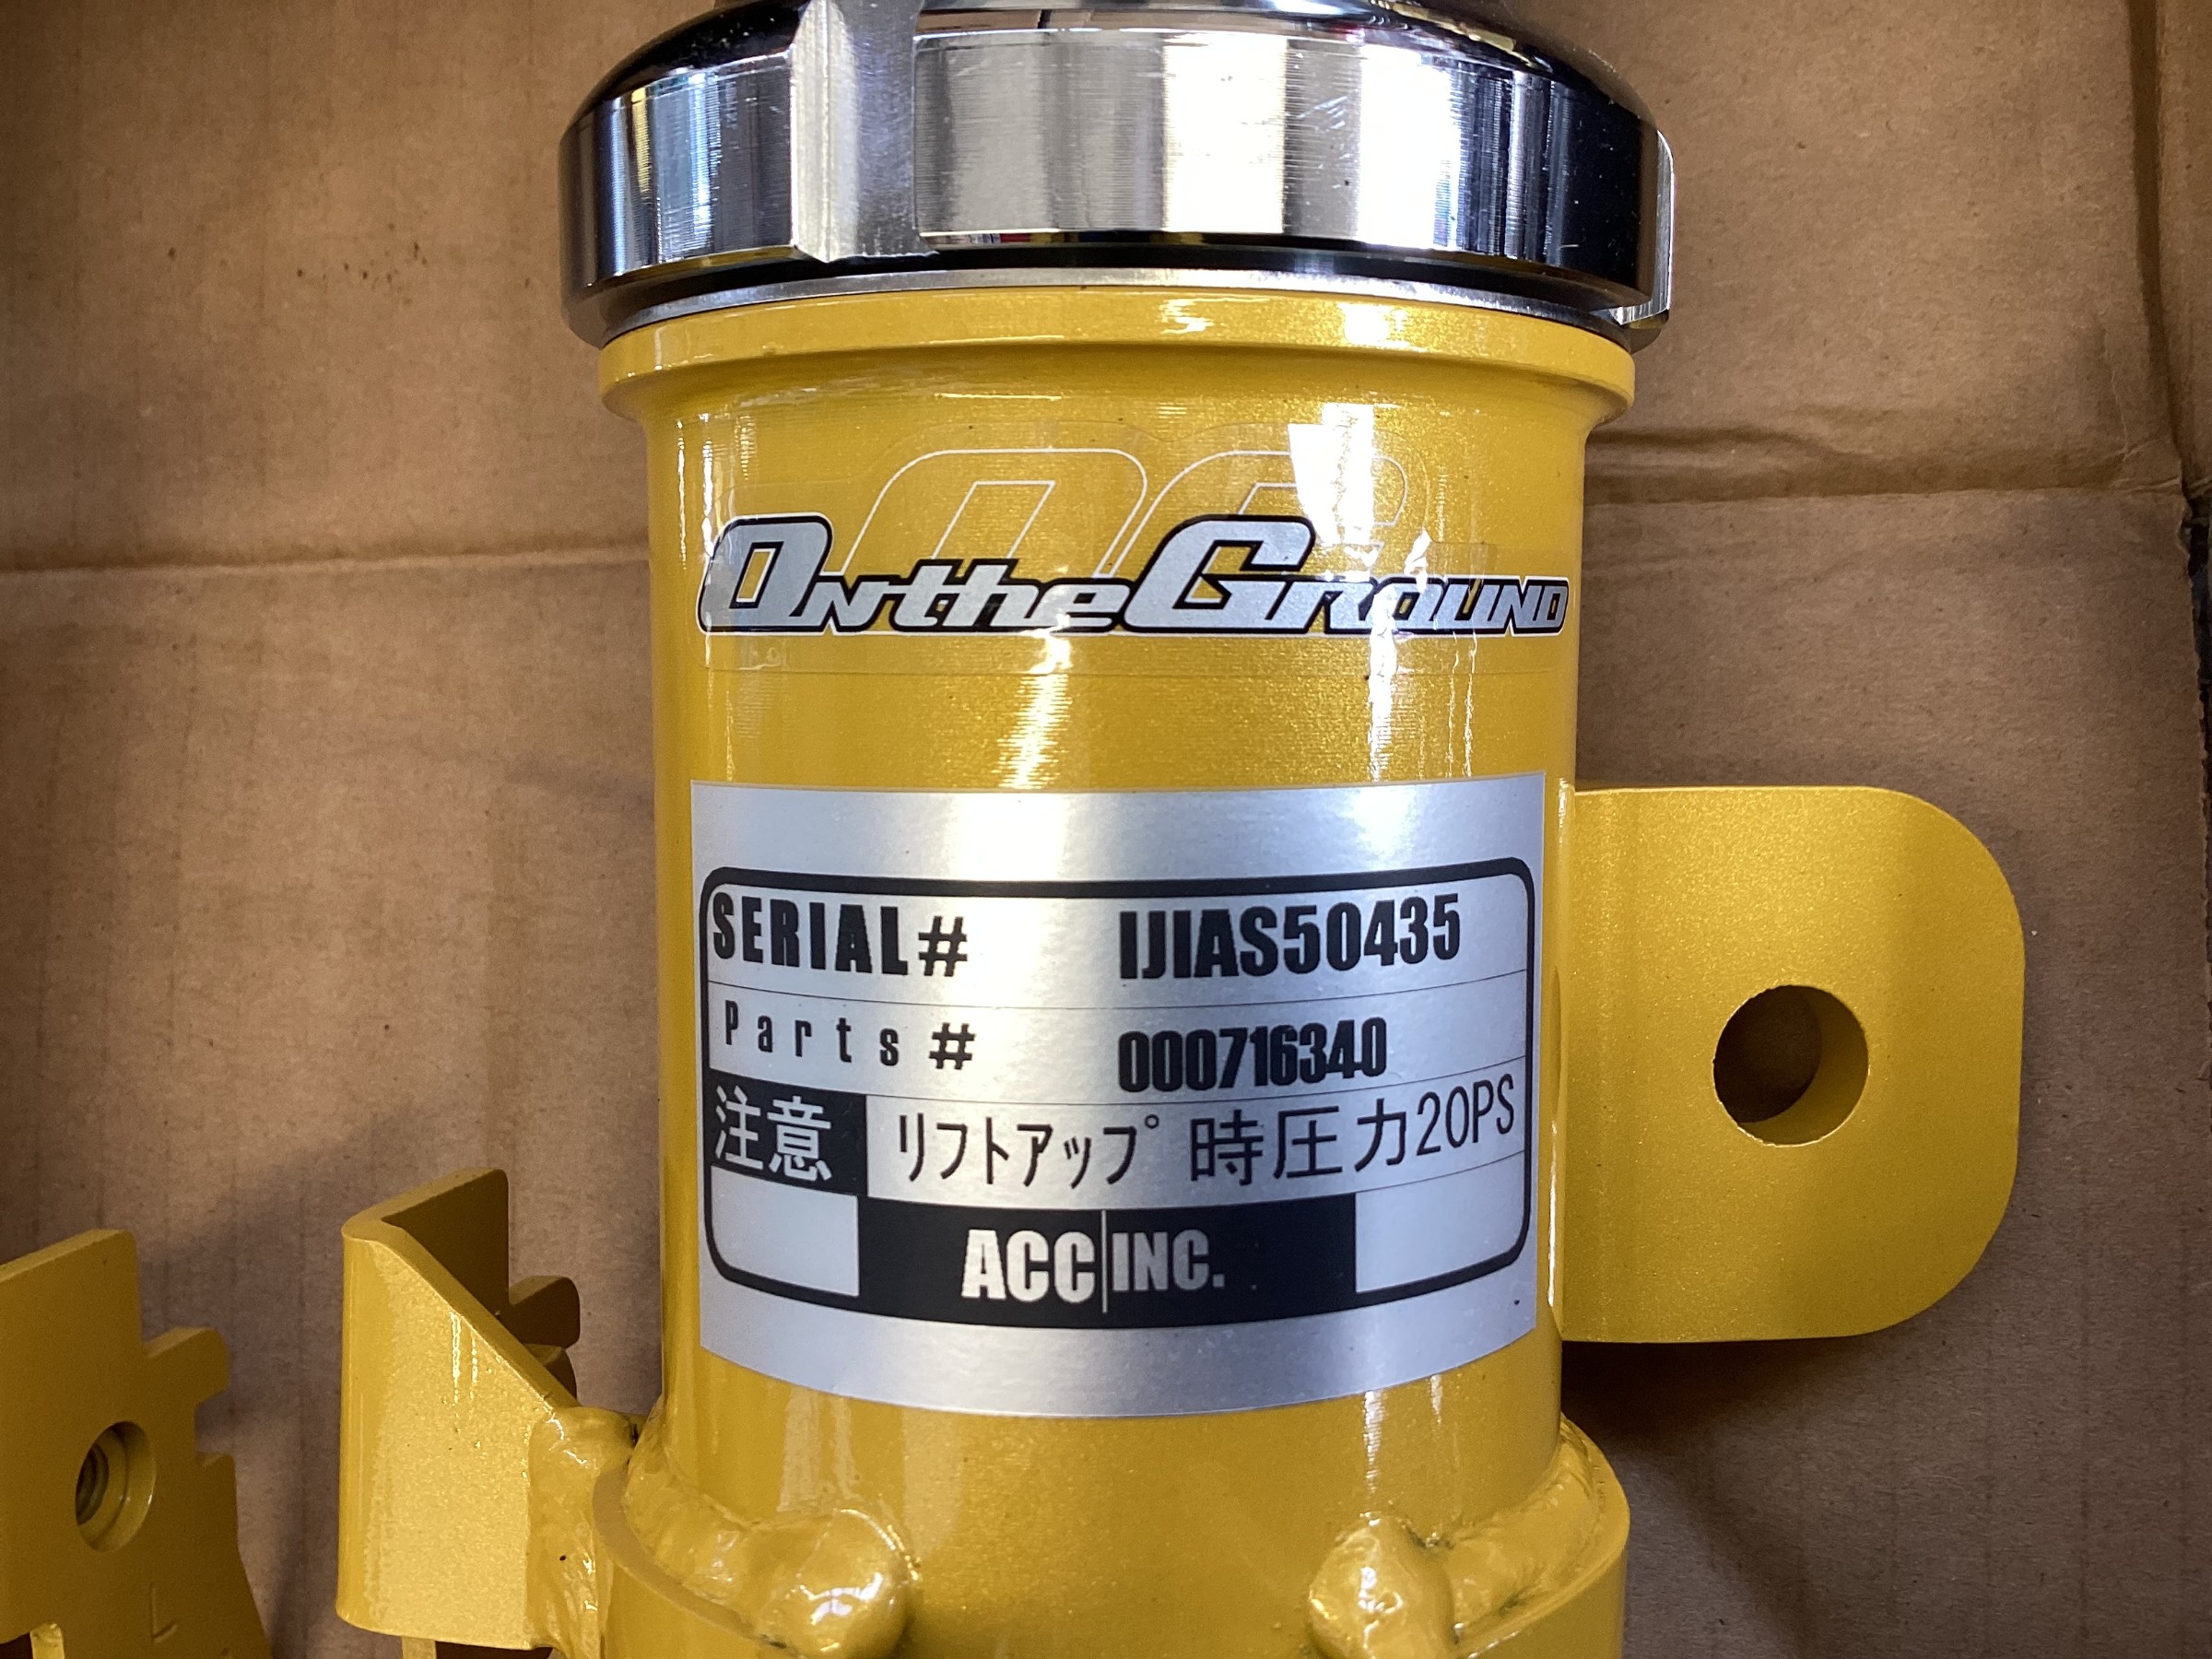 OG
OntheGround
SERIAL# IJIAS50435
Parts# 000716340
注意 リフトアップ 時圧力20PS
ACC|INC.
L